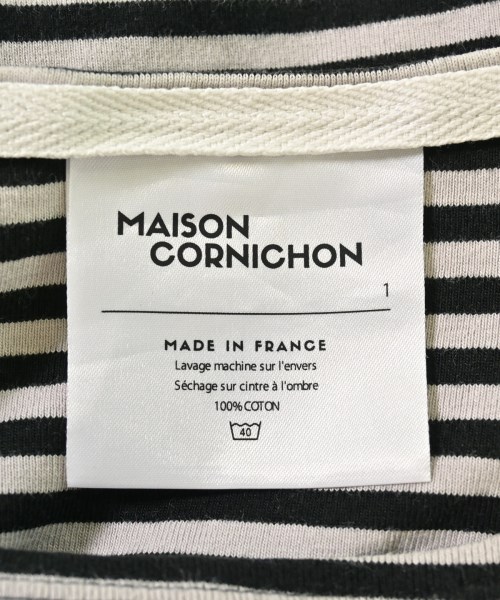 MAISON
CORNICHON
1
MADE IN FRANCE
Lavage machine sur l'envers
Séchage sur cintre à l'ombre
100% COTON
40